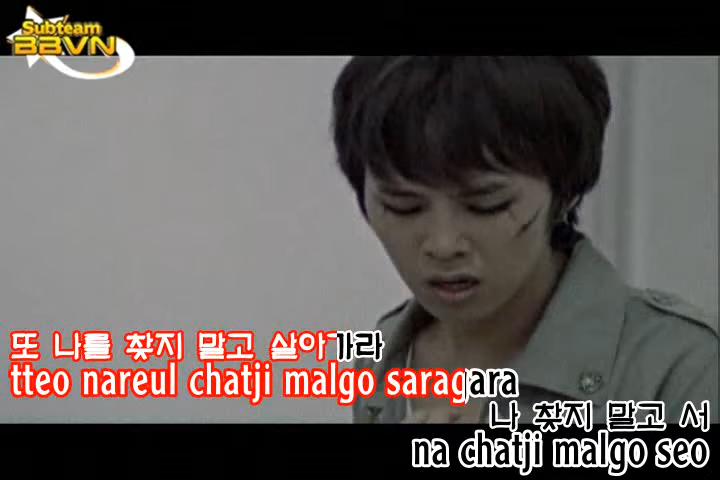 Subteam
BBVN
또 나를 찾지 말고 살아가라
tteo nareul chatji malgo saragara
나 찾지 말고 서
na chatji malgo seo